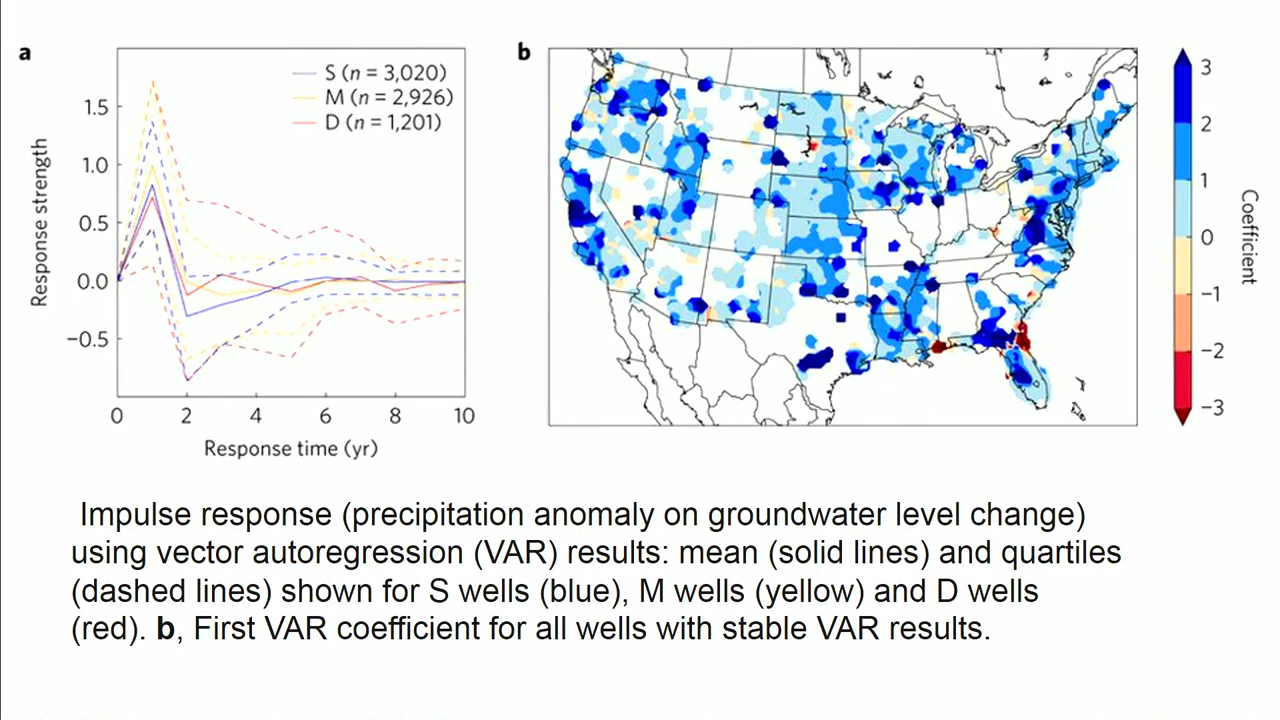 a
S (n = 3,020)
M (n = 2,926)
D (n = 1,201)
Response strength
1.5
1.0
0.5
0.0
−0.5
0 2 4 6 8 10
Response time (yr)
b
3
2
1
0
−1
−2
−3
Coefficient
Impulse response (precipitation anomaly on groundwater level change)
using vector autoregression (VAR) results: mean (solid lines) and quartiles
(dashed lines) shown for S wells (blue), M wells (yellow) and D wells
(red). b, First VAR coefficient for all wells with stable VAR results.